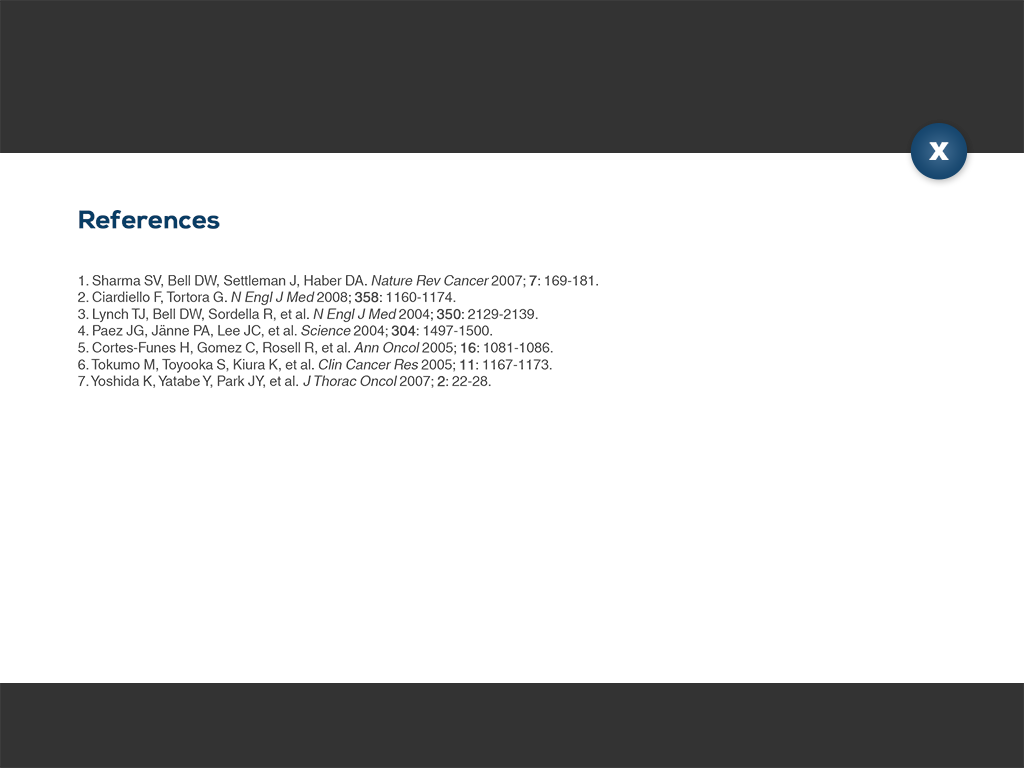 X
References
1. Sharma SV, Bell DW, Settleman J, Haber DA. Nature Rev Cancer 2007; 7: 169-181.
2. Ciardiello F, Tortora G. N Engl J Med 2008; 358: 1160-1174.
3. Lynch TJ, Bell DW, Sordella R, et al. N Engl J Med 2004; 350: 2129-2139.
4. Paez JG, Jänne PA, Lee JC, et al. Science 2004; 304: 1497-1500.
5. Cortes-Funes H, Gomez C, Rosell R, et al. Ann Oncol 2005; 16: 1081-1086.
6. Tokumo M, Toyooka S, Kiura K, et al. Clin Cancer Res 2005; 11: 1167-1173.
7. Yoshida K, Yatabe Y, Park JY, et al. J Thorac Oncol 2007; 2: 22-28.